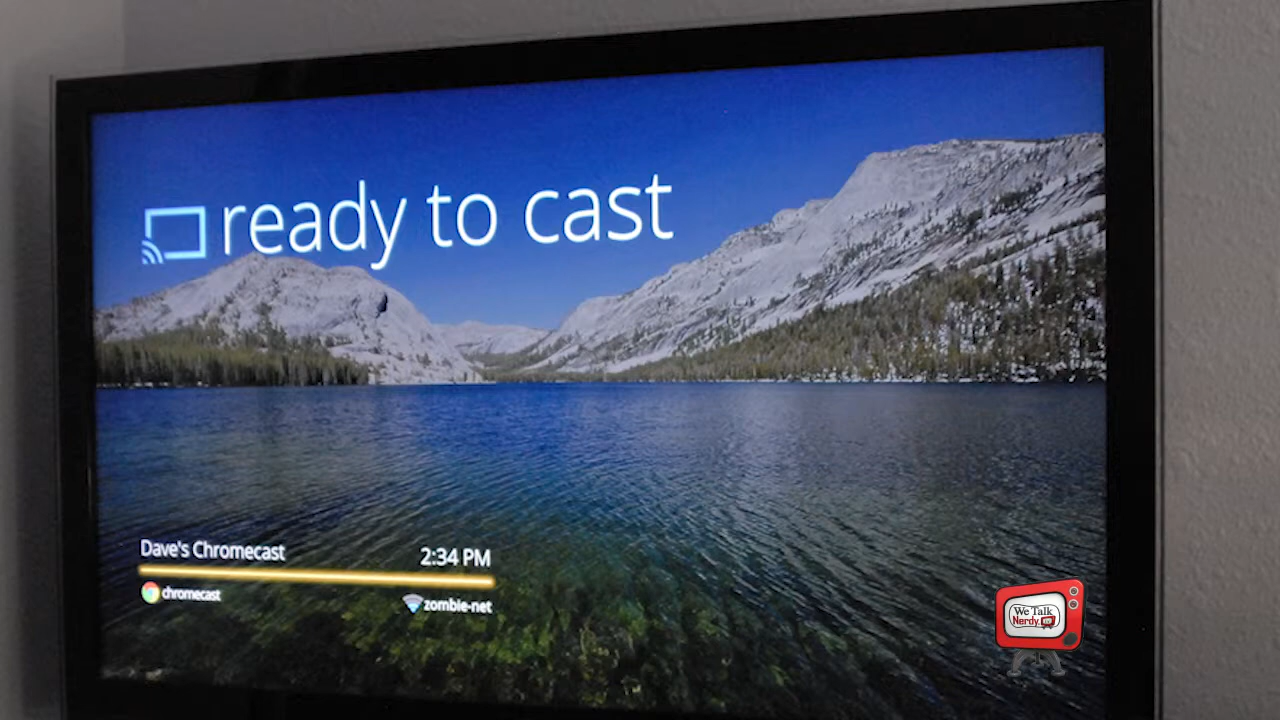 ready to cast
Dave's Chromecast 2:34 PM
chromecast zombie-net
We Talk
Nerdy